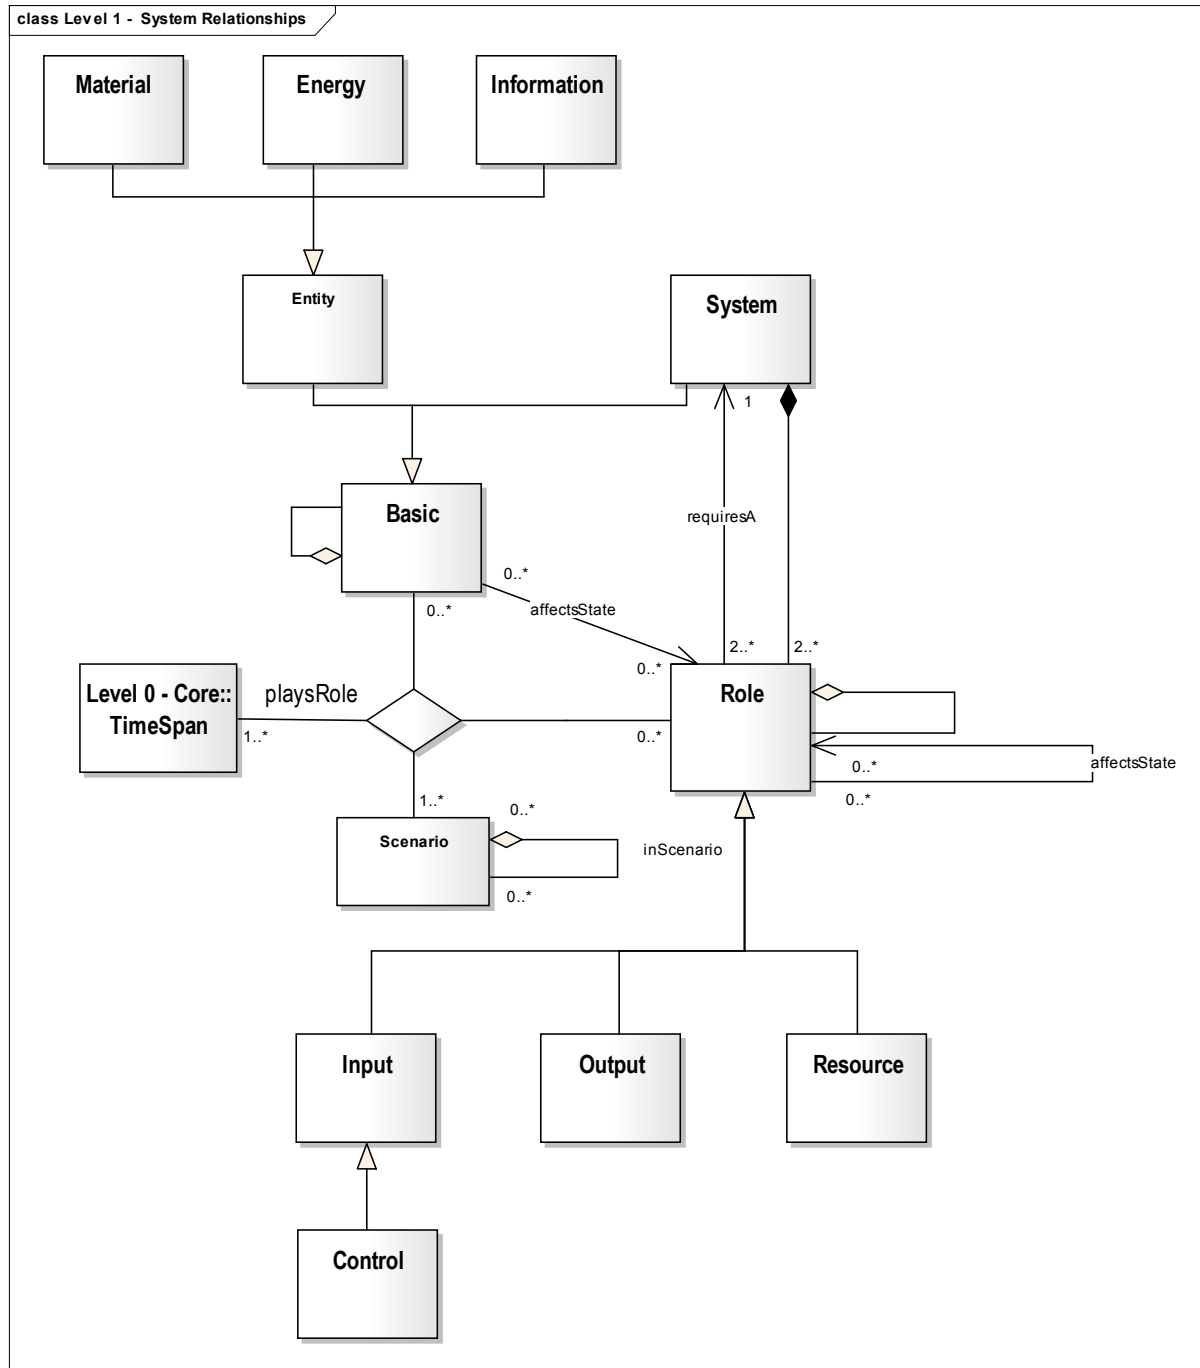 class Level 1 - System Relationships
Material
Energy
Information
Entity
System
1
requiresA
Basic
0..*
affectsState
0..*
0..*
2..*
2..*
Level 0 - Core::
TimeSpan
playsRole
1..*
Role
0..*
affectsState
0..*
0..*
1..*
0..*
Scenario
0..*
inScenario
Input
Output
Resource
Control